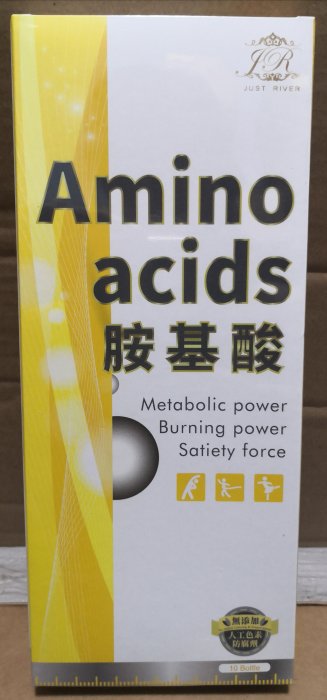 J.R
JUST RIVER
Amino
acids
胺基酸
Metabolic power
Burning power
Satiety force
無添加
人工色素
防腐劑
10 Bottle